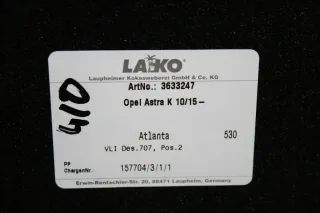 LAKO
Laupheimer Kokosweberei GmbH & Co. KG
ArtNo.: 3633247
Opel Astra K 10/15-
410
Atlanta 530
VLI Des.707, Pos.2
PP
ChargenNr.: 157704/3/1/1
Erwin-Rentschler-Str. 20, 88471 Laupheim, Germany